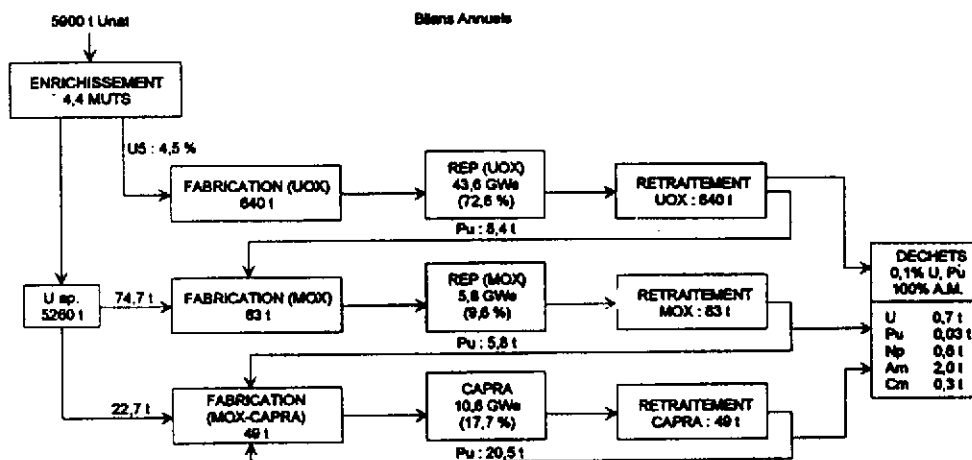 5900 t Unat
Bilans Annuels
ENRICHISSEMENT
4,4 MUTS
U5 : 4,5 %
FABRICATION (UOX)
640 t
REP (UOX)
43,6 GWe
(72,6 %)
RETRAITEMENT
UOX : 640 t
Pu : 8,4 t
DECHETS
0,1% U, Pu
100% A.M.
U ap.
5260 t
74,7 t
FABRICATION (MOX)
83 t
REP (MOX)
5,8 GWe
(9,6 %)
RETRAITEMENT
MOX : 83 t
U 0,7 t
Pu 0,03 t
Np 0,6 t
Am 2,0 t
Cm 0,3 t
Pu : 5,8 t
22,7 t
FABRICATION
(MOX-CAPRA)
49 t
CAPRA
10,6 GWe
(17,7 %)
RETRAITEMENT
CAPRA : 49 t
Pu : 20,5 t